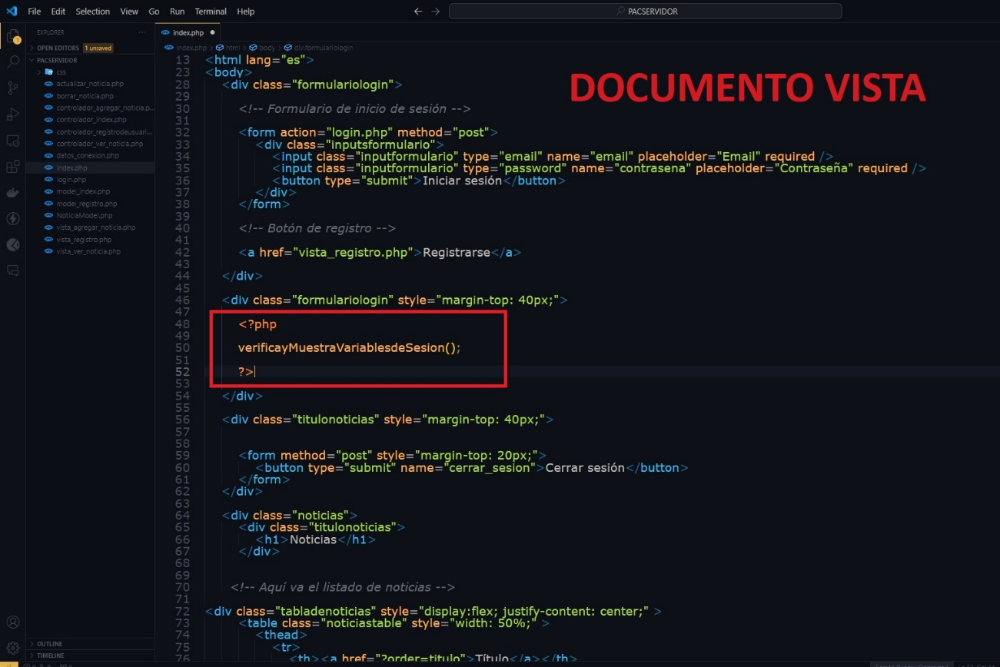 File Edit Selection View Go Run Terminal Help
PACSERVIDOR
EXPLORER
OPEN EDITORS 1 unsaved
PACSERVIDOR
css
actualizar_noticia.php
borrar_noticia.php
controlador_agregar_noticia.p...
controlador_index.php
controlador_registrodeusuari...
controlador_ver_noticia.php
datos_conexion.php
index.php
login.php
model_index.php
model_registro.php
NoticiaModel.php
vista_agregar_noticia.php
vista_registro.php
vista_ver_noticia.php
OUTLINE
TIMELINE
index.php
index.php > html > body > div.formulariologin
DOCUMENTO VISTA
13 <html lang="es">
23 <body>
28 <div class="formulariologin">
29
30 <!-- Formulario de inicio de sesión -->
31
32 <form action="login.php" method="post">
33 <div class="inputsformulario">
34 <input class="inputformulario" type="email" name="email" placeholder="Email" required />
35 <input class="inputformulario" type="password" name="contrasena" placeholder="Contraseña" required />
36 <button type="submit">Iniciar sesión</button>
37 </div>
38 </form>
39
40 <!-- Botón de registro -->
41
42 <a href="vista_registro.php">Registrarse</a>
43
44 </div>
45
46 <div class="formulariologin" style="margin-top: 40px;">
47
48 <?php
49
50 verificayMuestraVariablesdeSesion();
51
52 ?>
53
54 </div>
55
56 <div class="titulonoticias" style="margin-top: 40px;">
57
58
59 <form method="post" style="margin-top: 20px;">
60 <button type="submit" name="cerrar_sesion">Cerrar sesión</button>
61 </form>
62 </div>
63
64 <div class="noticias">
65 <div class="titulonoticias">
66 <h1>Noticias</h1>
67 </div>
68
69
70 <!-- Aquí va el listado de noticias -->
71
72 <div class="tabladenoticias" style="display:flex; justify-content: center;" >
73 <table class="noticiastable" style="width: 50%;" >
74 <thead>
75 <tr>
76 <th><a href="?order=titulo">Título</a></th>